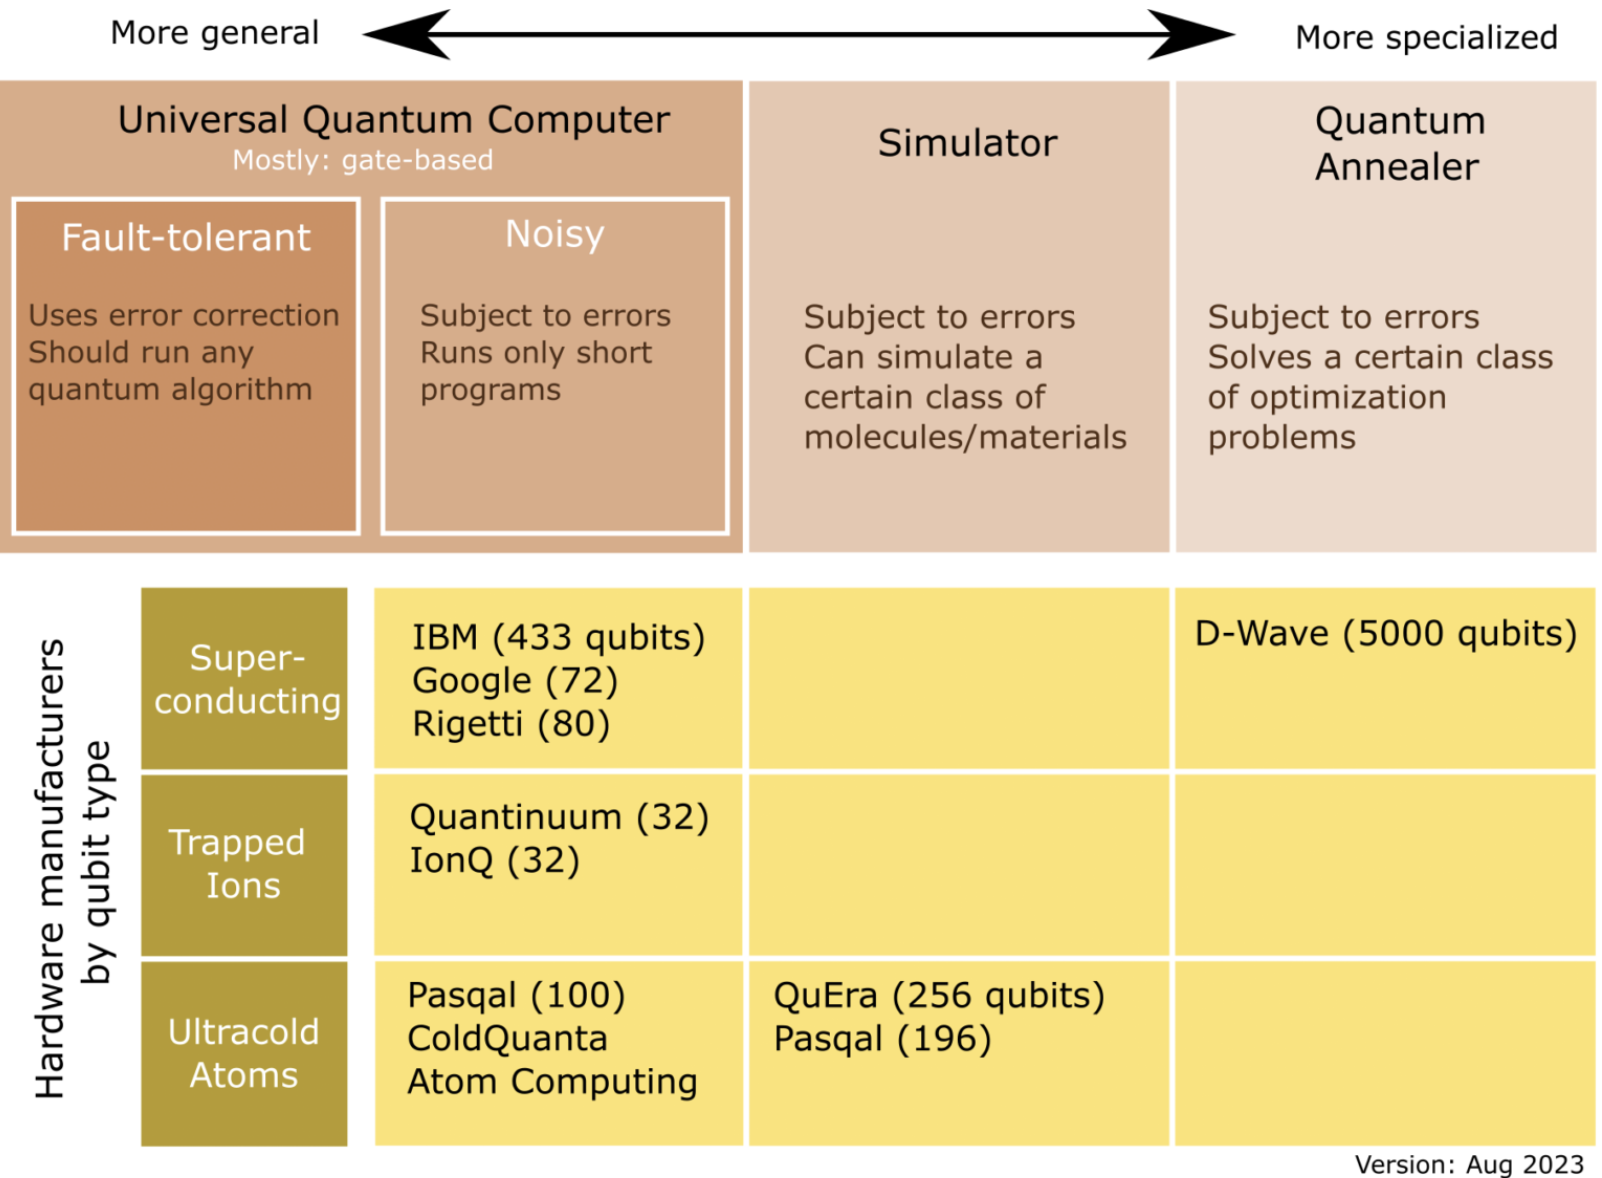 More general
More specialized
Universal Quantum Computer
Mostly: gate-based
Fault-tolerant
Uses error correction
Should run any
quantum algorithm
Noisy
Subject to errors
Runs only short
programs
Simulator
Subject to errors
Can simulate a
certain class of
molecules/materials
Quantum
Annealer
Subject to errors
Solves a certain class
of optimization
problems
Hardware manufacturers
by qubit type
Super-
conducting
IBM (433 qubits)
Google (72)
Rigetti (80)
D-Wave (5000 qubits)
Trapped
Ions
Quantinuum (32)
IonQ (32)
Ultracold
Atoms
Pasqal (100)
ColdQuanta
Atom Computing
QuEra (256 qubits)
Pasqal (196)
Version: Aug 2023